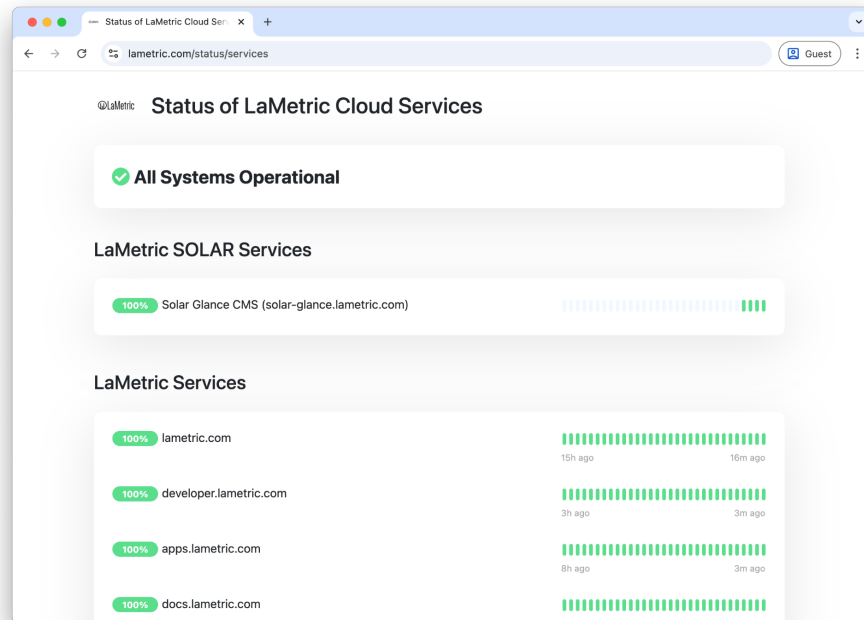 Status of LaMetric Cloud Ser
lametric.com/status/services
Guest
LaMetric Status of LaMetric Cloud Services
All Systems Operational
LaMetric SOLAR Services
100% Solar Glance CMS (solar-glance.lametric.com)
LaMetric Services
100% lametric.com
15h ago 16m ago
100% developer.lametric.com
3h ago 3m ago
100% apps.lametric.com
8h ago 3m ago
100% docs.lametric.com